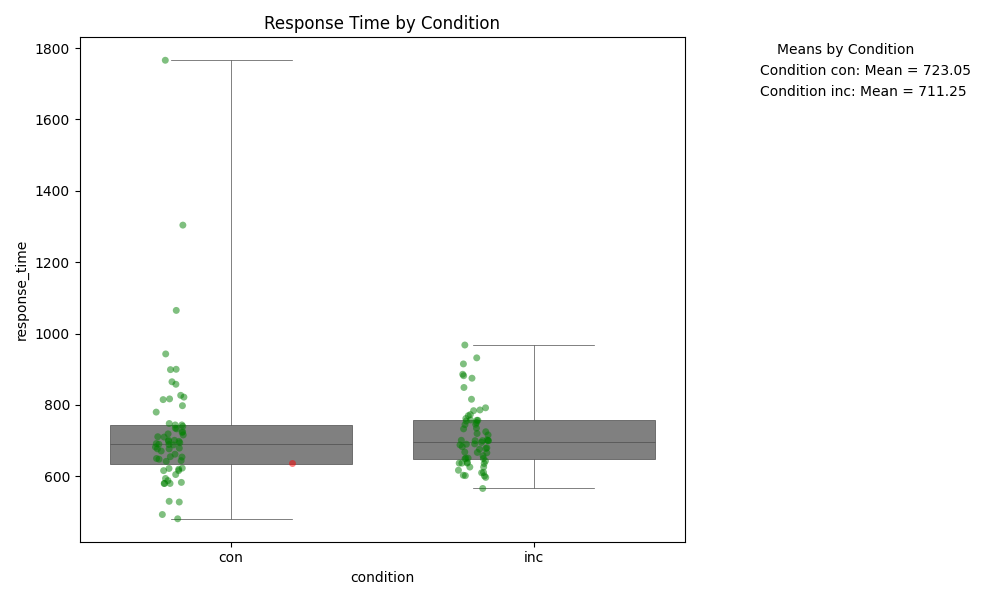 Response Time by Condition
Means by Condition
Condition con: Mean = 723.05
Condition inc: Mean = 711.25
1800
1600
1400
1200
1000
800
600
response_time
con
inc
condition